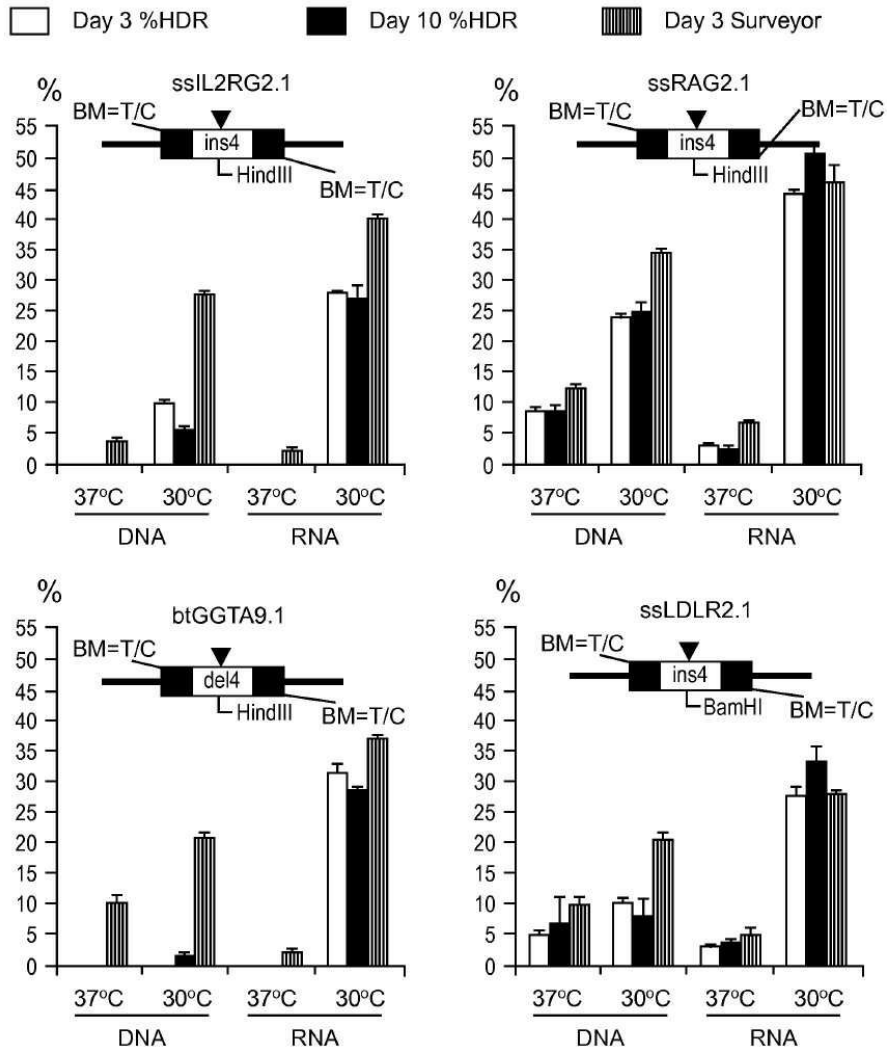 Day 3 %HDR Day 10 %HDR Day 3 Surveyor
%
ssIL2RG2.1
BM=T/C
ins4
HindIII
BM=T/C
55
50
45
40
35
30
25
20
15
10
5
0
37°C 30°C 37°C 30°C
DNA RNA
%
ssRAG2.1
BM=T/C
BM=T/C
ins4
HindIII
55
50
45
40
35
30
25
20
15
10
5
0
37°C 30°C 37°C 30°C
DNA RNA
%
btGGTA9.1
BM=T/C
del4
HindIII
BM=T/C
55
50
45
40
35
30
25
20
15
10
5
0
37°C 30°C 37°C 30°C
DNA RNA
%
ssLDLR2.1
BM=T/C
ins4
BamHI
BM=T/C
55
50
45
40
35
30
25
20
15
10
5
0
37°C 30°C 37°C 30°C
DNA RNA